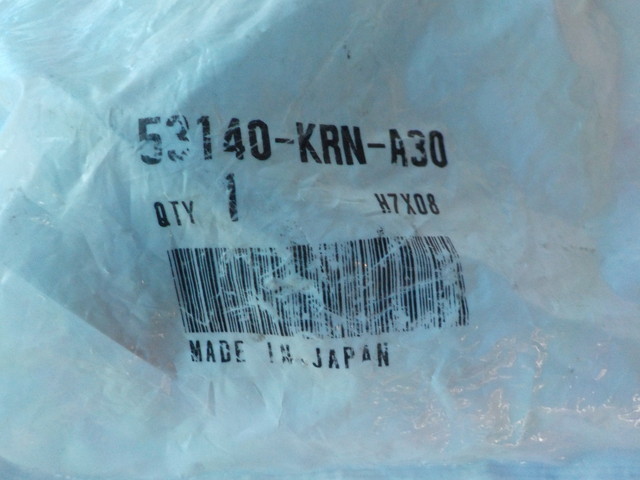 53140-KRN-A30
QTY 1 H7X08
MADE IN JAPAN